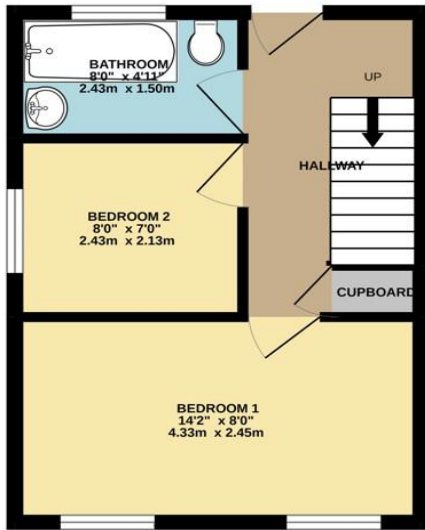 BATHROOM
8'0" x 4'11"
2.43m x 1.50m
UP
HALLWAY
BEDROOM 2
8'0" x 7'0"
2.43m x 2.13m
CUPBOARD
BEDROOM 1
14'2" x 8'0"
4.33m x 2.45m